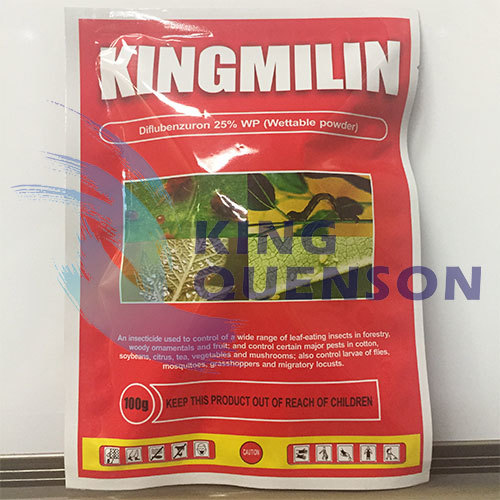 KINGMILIN
Diflubenzuron 25% WP (Wettable powder)
KING
QUENSON
An insecticide used to control of a wide range of leaf-eating insects in forestry,
woody ornamentals and fruit; and control certain major pests in cotton,
soybeans, citrus, tea, vegetables and mushrooms; also control larvae of flies,
mosquitoes, grasshoppers and migratory locusts.
100g KEEP THIS PRODUCT OUT OF REACH OF CHILDREN
CAUTION